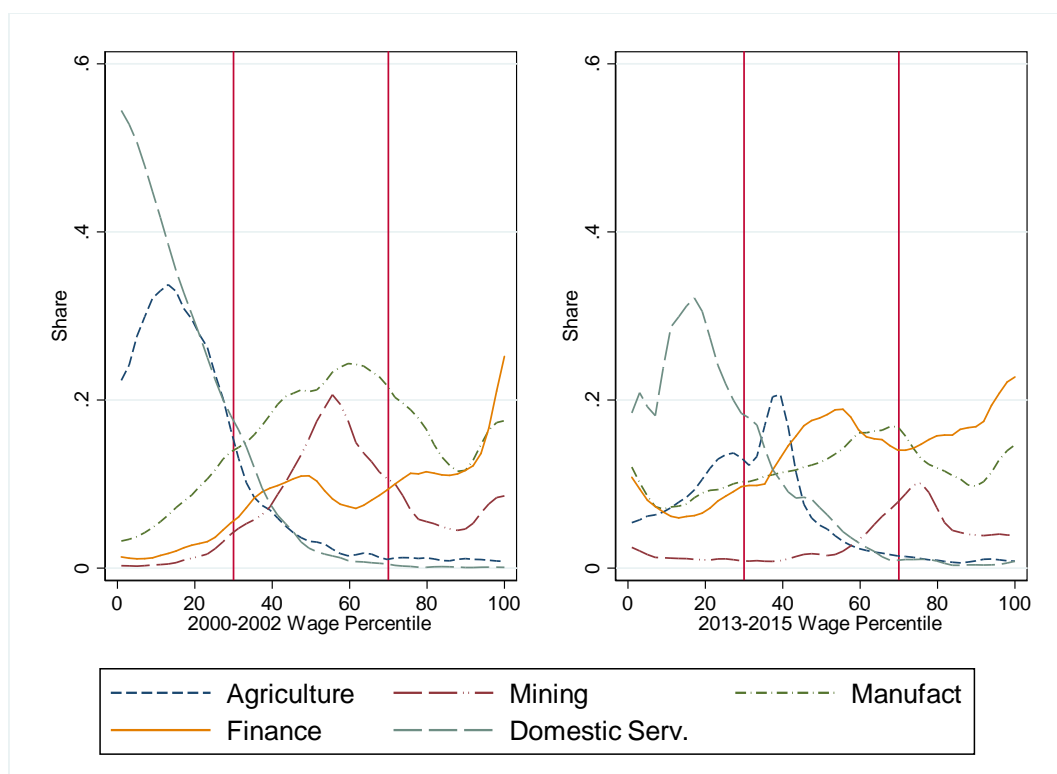 .6
.4
.2
0
Share
0 20 40 60 80 100
2000-2002 Wage Percentile
.6
.4
.2
0
Share
0 20 40 60 80 100
2013-2015 Wage Percentile
Agriculture Mining Manufact
Finance Domestic Serv.